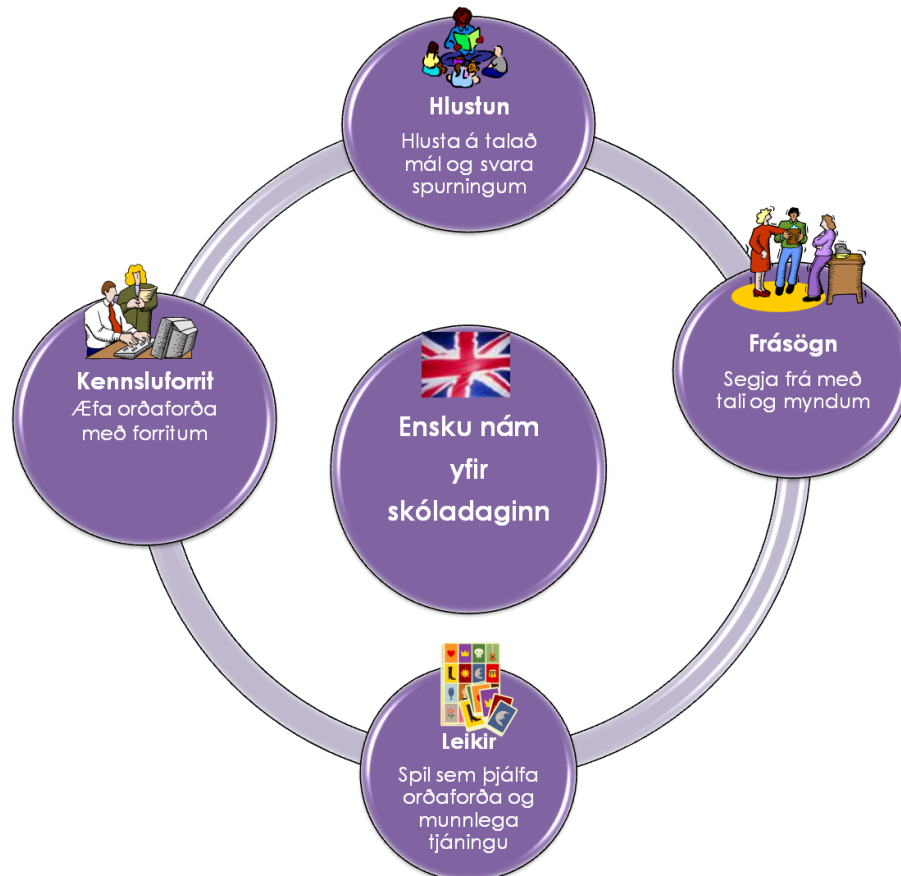 Hlustun
Hlusta á talað
mál og svara
spurningum
Frásögn
Segja frá með
tali og myndum
Kennsluforrit
Æfa orðaforða
með forritum
Ensku nám
yfir
skóladaginn
Leikir
Spil sem þjálfa
orðaforða og
munnlega
tjáningu